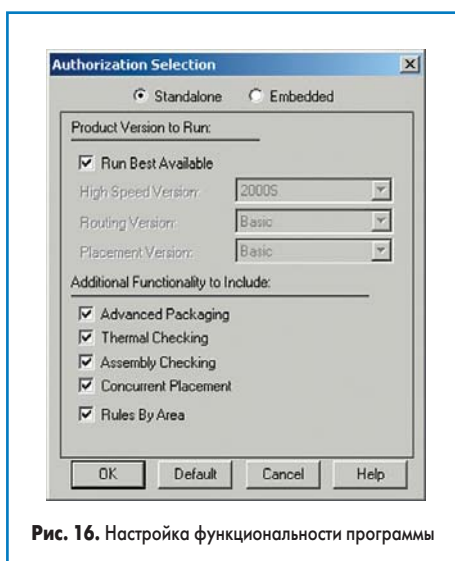 Authorization Selection
Standalone Embedded
Product Version to Run:
Run Best Available
High Speed Version: 2000S
Routing Version: Basic
Placement Version: Basic
Additional Functionality to Include:
Advanced Packaging
Thermal Checking
Assembly Checking
Concurrent Placement
Rules By Area
OK Default Cancel Help
Рис. 16. Настройка функциональности программы